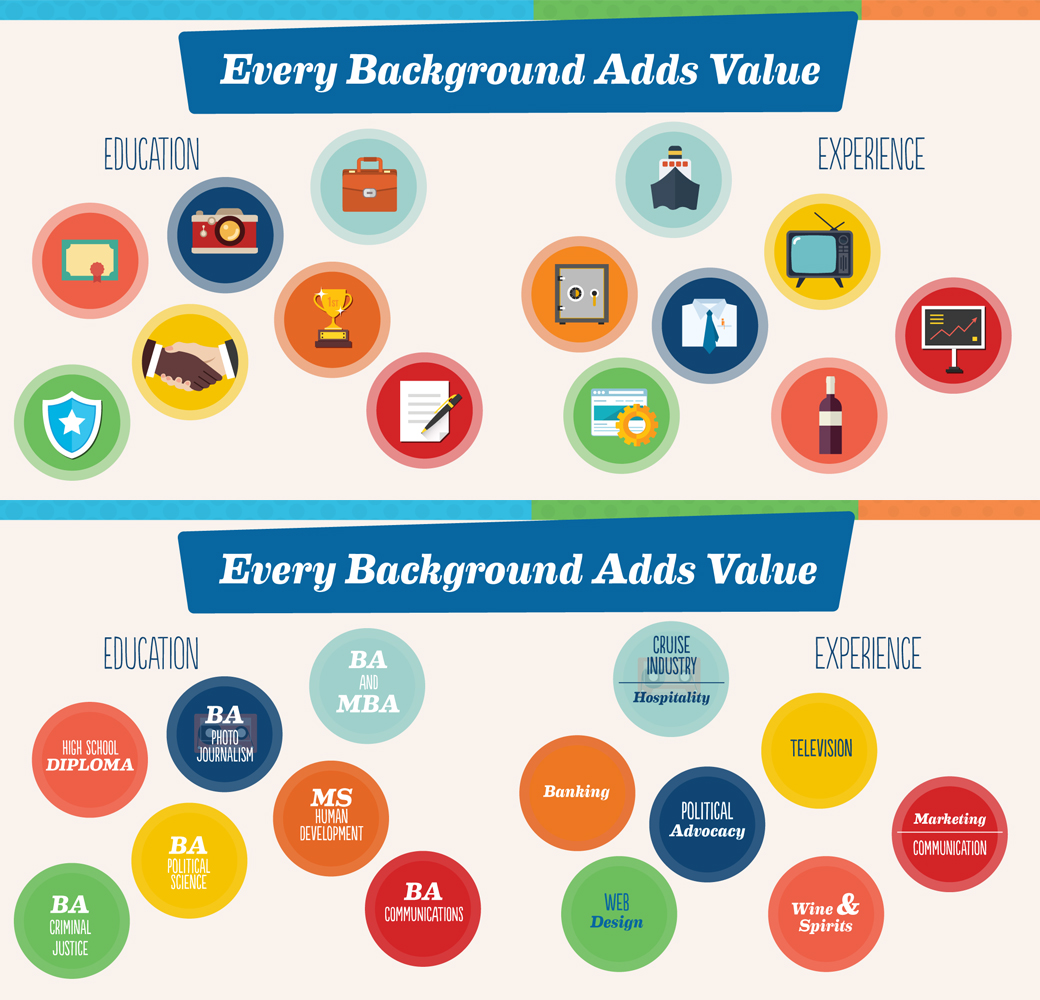 Every Background Adds Value
EDUCATION
EXPERIENCE
1st
Every Background Adds Value
EDUCATION
EXPERIENCE
BA
AND
MBA
HIGH SCHOOL
DIPLOMA
BA
PHOTO
JOURNALISM
MS
HUMAN
DEVELOPMENT
BA
POLITICAL
SCIENCE
BA
CRIMINAL
JUSTICE
BA
COMMUNICATIONS
CRUISE
INDUSTRY
Hospitality
TELEVISION
Banking
POLITICAL
Advocacy
Marketing
COMMUNICATION
WEB
Design
Wine &
Spirits